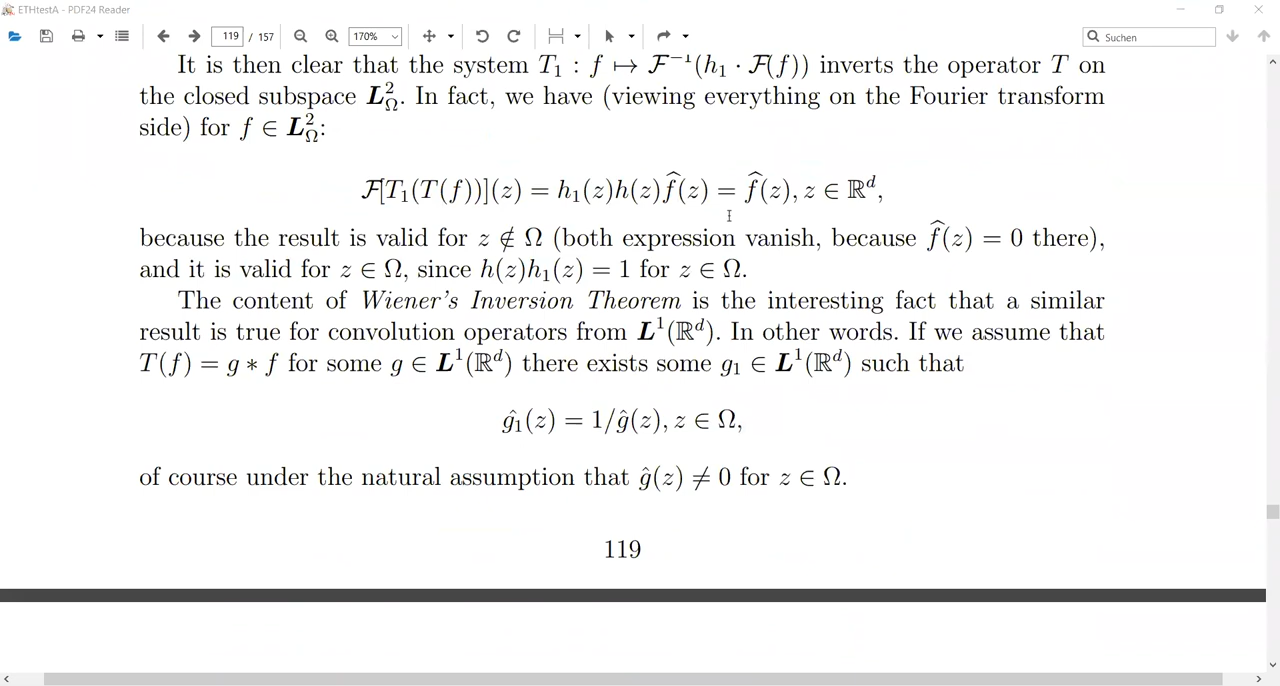 ETHtestA - PDF24 Reader
119 / 157
170%
Suchen
It is then clear that the system T₁ : f ↦ ℱ⁻¹(h₁ · ℱ(f)) inverts the operator T on
the closed subspace L²_Ω. In fact, we have (viewing everything on the Fourier transform
side) for f ∈ L²_Ω:
ℱ[T₁(T(f))](z) = h₁(z)h(z)f̂(z) = f̂(z), z ∈ ℝᵈ,
because the result is valid for z ∉ Ω (both expression vanish, because f̂(z) = 0 there),
and it is valid for z ∈ Ω, since h(z)h₁(z) = 1 for z ∈ Ω.
The content of Wiener's Inversion Theorem is the interesting fact that a similar
result is true for convolution operators from L¹(ℝᵈ). In other words. If we assume that
T(f) = g ∗ f for some g ∈ L¹(ℝᵈ) there exists some g₁ ∈ L¹(ℝᵈ) such that
ĝ₁(z) = 1/ĝ(z), z ∈ Ω,
of course under the natural assumption that ĝ(z) ≠ 0 for z ∈ Ω.
119